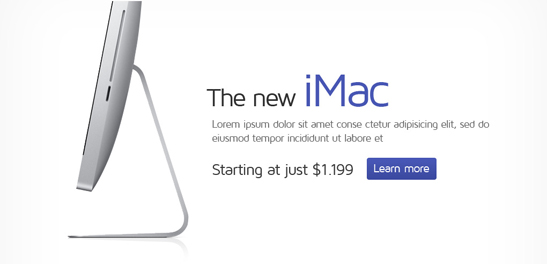 The new iMac
Lorem ipsum dolor sit amet conse ctetur adipisicing elit, sed do
eiusmod tempor incididunt ut labore et
Starting at just $1.199
Learn more